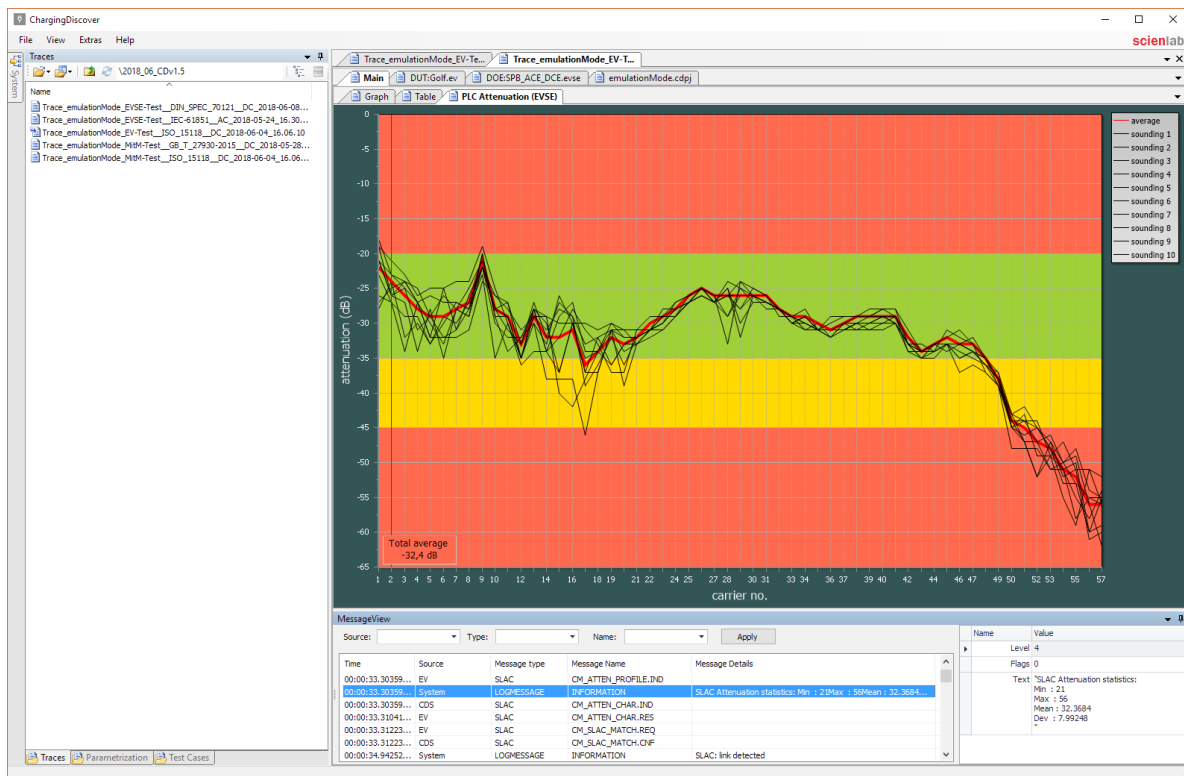 ChargingDiscover
File View Extras Help
scienlab
System
Traces
\2018_06_CDv1.5
Name
Trace_emulationMode_EVSE-Test__DIN_SPEC_70121__DC_2018-06-08...
Trace_emulationMode_EVSE-Test__IEC-61851__AC_2018-05-24_16.30...
Trace_emulationMode_EV-Test__ISO_15118__DC_2018-06-04_16.06.10
Trace_emulationMode_MitM-Test__GB_T_27930-2015__DC_2018-05-28...
Trace_emulationMode_MitM-Test__ISO_15118__DC_2018-06-04_16.06...
Traces Parametrization Test Cases
Trace_emulationMode_EV-Te... Trace_emulationMode_EV-T...
Main DUT:Golf.ev DOE:SPB_ACE_DCE.evse emulationMode.cdpj
Graph Table PLC Attenuation (EVSE)
attenuation (dB)
0
-5
-10
-15
-20
-25
-30
-35
-40
-45
-50
-55
-60
-65
Total average
-32,4 dB
1 2 3 4 5 6 7 8 9 10 12 14 16 18 19 21 22 24 25 27 28 30 31 33 34 36 37 39 40 42 44 46 47 49 50 52 53 55 57
carrier no.
average
sounding 1
sounding 2
sounding 3
sounding 4
sounding 5
sounding 6
sounding 7
sounding 8
sounding 9
sounding 10
MessageView
Source: Type: Name: Apply
Time Source Message type Message Name Message Details
00:00:33.30359... EV SLAC CM_ATTEN_PROFILE.IND
00:00:33.30359... System LOGMESSAGE INFORMATION SLAC Attenuation statistics: Min : 21Max : 56Mean : 32.3684...
00:00:33.30359... CDS SLAC CM_ATTEN_CHAR.IND
00:00:33.31041... EV SLAC CM_ATTEN_CHAR.RES
00:00:33.31223... EV SLAC CM_SLAC_MATCH.REQ
00:00:33.31223... CDS SLAC CM_SLAC_MATCH.CNF
00:00:34.94252... System LOGMESSAGE INFORMATION SLAC: link detected
Name Value
Level 4
Flags 0
Text "SLAC Attenuation statistics:
Min : 21
Max : 56
Mean : 32.3684
Dev : 7.99248
"